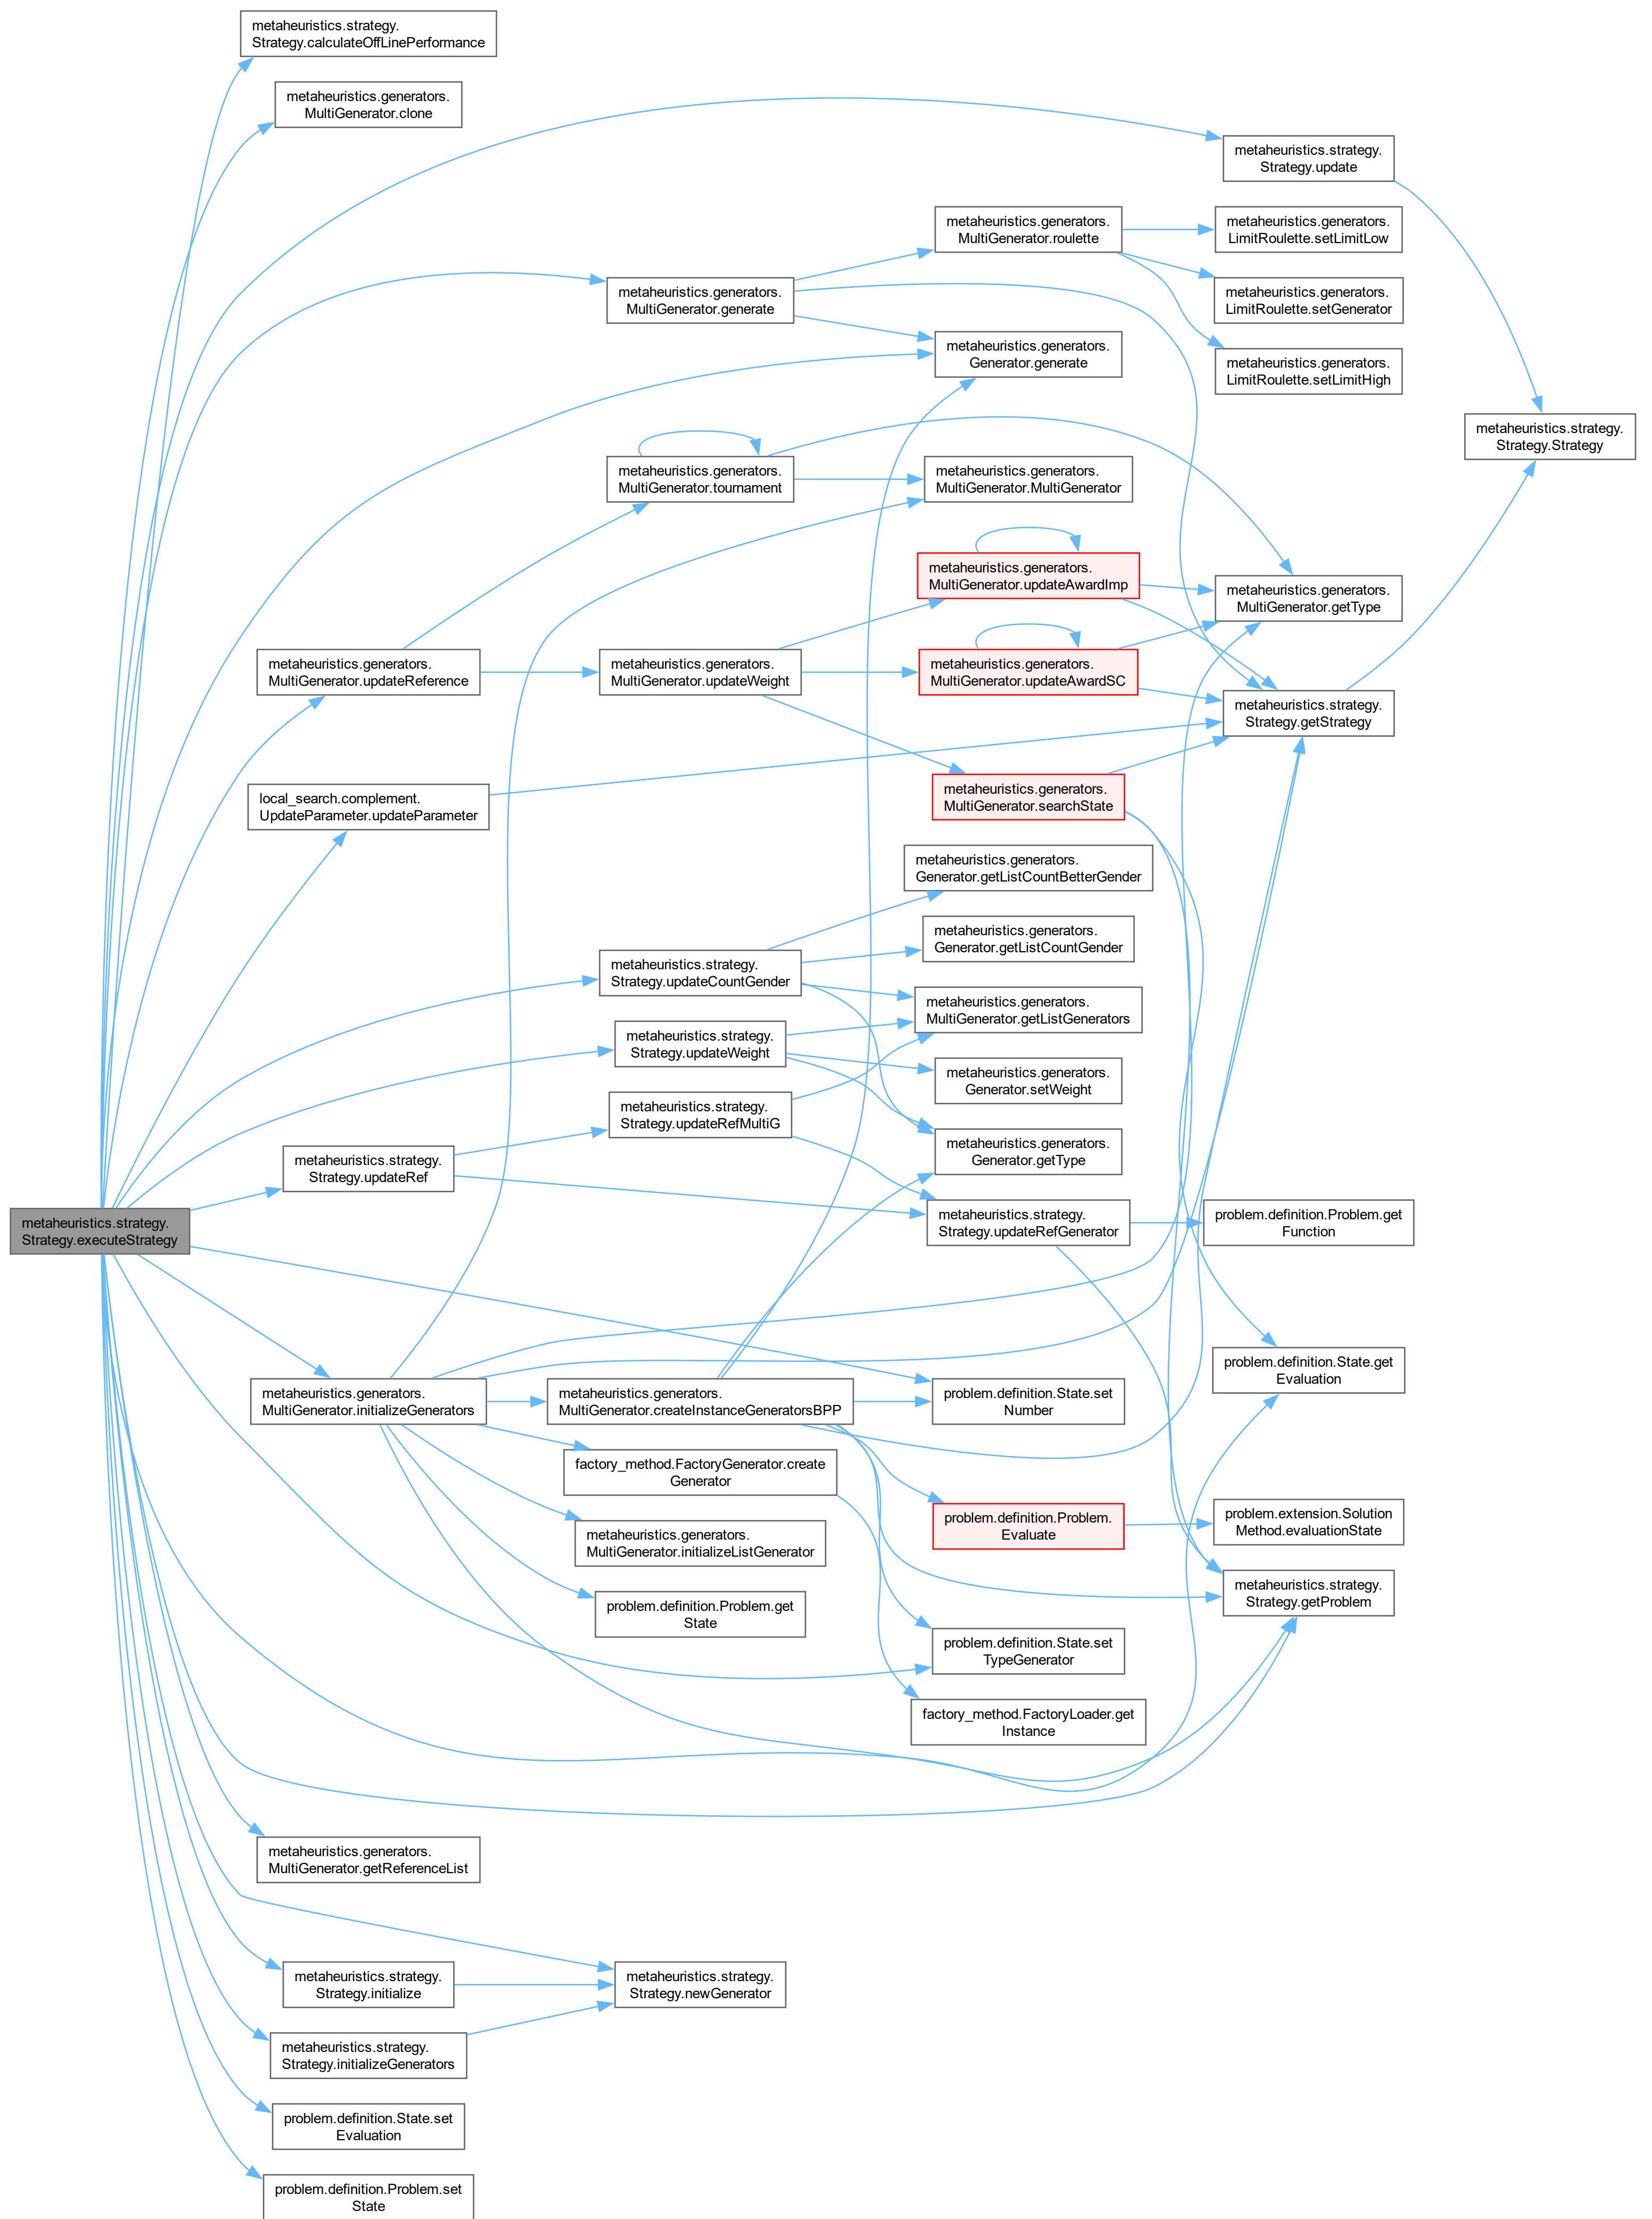 metaheuristics.strategy.
Strategy.calculateOffLinePerformance
metaheuristics.generators.
MultiGenerator.clone
metaheuristics.strategy.
Strategy.update
metaheuristics.generators.
MultiGenerator.roulette
metaheuristics.generators.
LimitRoulette.setLimitLow
metaheuristics.generators.
MultiGenerator.generate
metaheuristics.generators.
LimitRoulette.setGenerator
metaheuristics.generators.
Generator.generate
metaheuristics.generators.
LimitRoulette.setLimitHigh
metaheuristics.strategy.
Strategy.Strategy
metaheuristics.generators.
MultiGenerator.tournament
metaheuristics.generators.
MultiGenerator.MultiGenerator
metaheuristics.generators.
MultiGenerator.updateAwardImp
metaheuristics.generators.
MultiGenerator.getType
metaheuristics.generators.
MultiGenerator.updateReference
metaheuristics.generators.
MultiGenerator.updateWeight
metaheuristics.generators.
MultiGenerator.updateAwardSC
metaheuristics.strategy.
Strategy.getStrategy
local_search.complement.
UpdateParameter.updateParameter
metaheuristics.generators.
MultiGenerator.searchState
metaheuristics.generators.
Generator.getListCountBetterGender
metaheuristics.generators.
Generator.getListCountGender
metaheuristics.strategy.
Strategy.updateCountGender
metaheuristics.generators.
MultiGenerator.getListGenerators
metaheuristics.strategy.
Strategy.updateWeight
metaheuristics.generators.
Generator.setWeight
metaheuristics.strategy.
Strategy.updateRefMultiG
metaheuristics.generators.
Generator.getType
metaheuristics.strategy.
Strategy.updateRef
metaheuristics.strategy.
Strategy.executeStrategy
metaheuristics.strategy.
Strategy.updateRefGenerator
problem.definition.Problem.get
Function
problem.definition.State.get
Evaluation
metaheuristics.generators.
MultiGenerator.initializeGenerators
metaheuristics.generators.
MultiGenerator.createInstanceGeneratorsBPP
problem.definition.State.set
Number
factory_method.FactoryGenerator.create
Generator
problem.definition.Problem.
Evaluate
problem.extension.Solution
Method.evaluationState
metaheuristics.generators.
MultiGenerator.initializeListGenerator
problem.definition.Problem.get
State
metaheuristics.strategy.
Strategy.getProblem
problem.definition.State.set
TypeGenerator
factory_method.FactoryLoader.get
Instance
metaheuristics.generators.
MultiGenerator.getReferenceList
metaheuristics.strategy.
Strategy.initialize
metaheuristics.strategy.
Strategy.newGenerator
metaheuristics.strategy.
Strategy.initializeGenerators
problem.definition.State.set
Evaluation
problem.definition.Problem.set
State